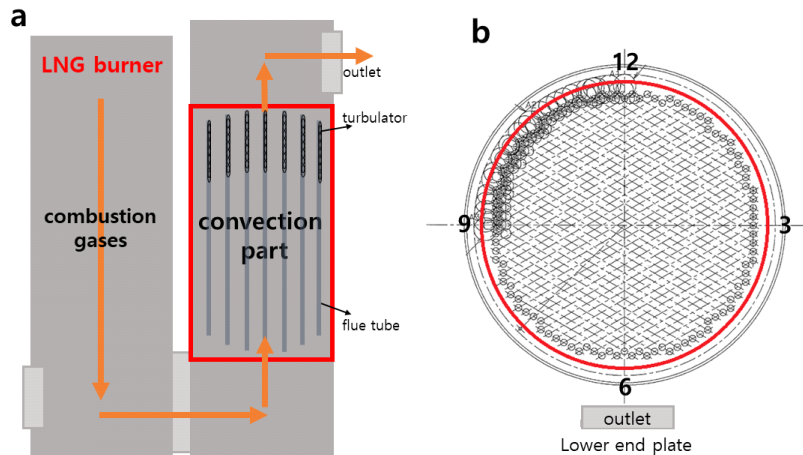 a
LNG burner
outlet
turbulator
combustion
gases
convection
part
flue tube
b
12
9
3
6
outlet
Lower end plate